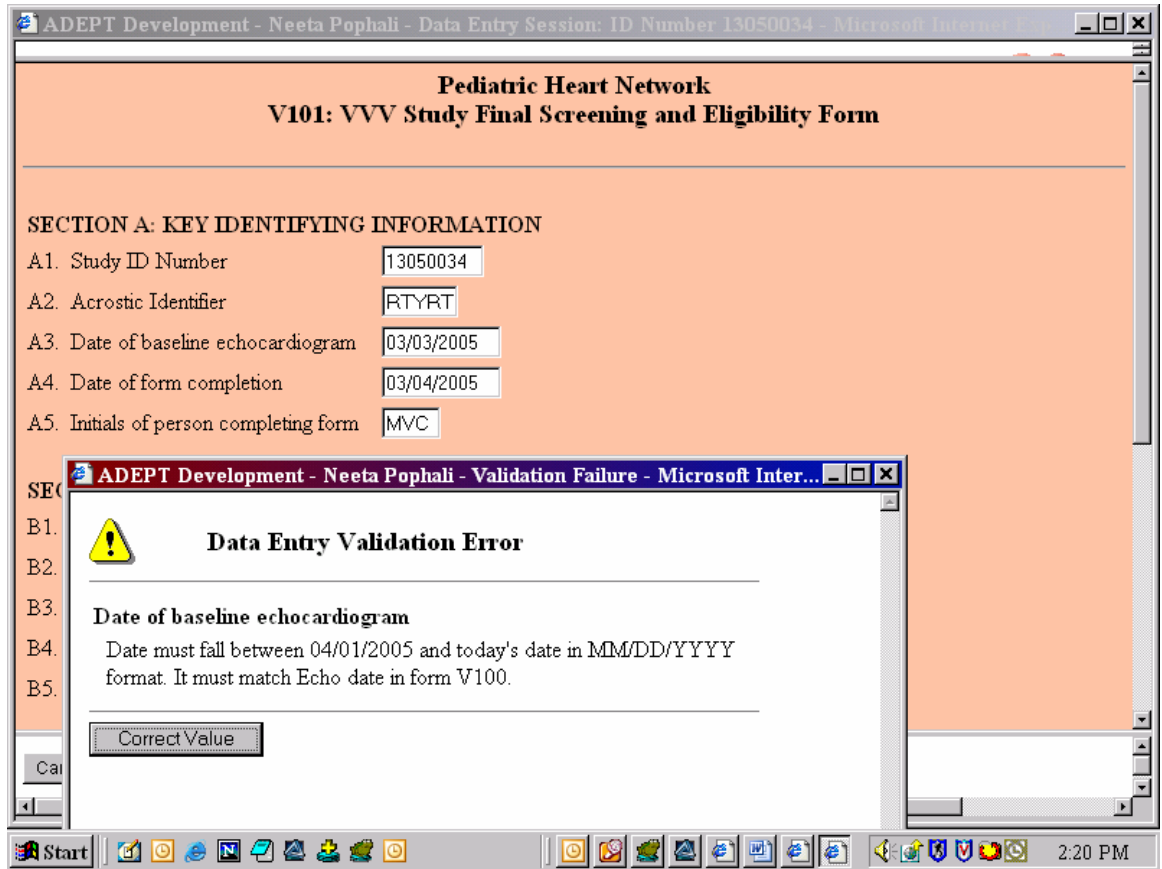 ADEPT Development - Neeta Pophali - Data Entry Session: ID Number 13050034 - Microsoft Internet
Pediatric Heart Network
V101: VVV Study Final Screening and Eligibility Form
SECTION A: KEY IDENTIFYING INFORMATION
A1. Study ID Number 13050034
A2. Acrostic Identifier RTYRT
A3. Date of baseline echocardiogram 03/03/2005
A4. Date of form completion 03/04/2005
A5. Initials of person completing form MVC
B1.
B2.
B3.
B4.
B5.
ADEPT Development - Neeta Pophali - Validation Failure - Microsoft Inter...
Data Entry Validation Error
Date of baseline echocardiogram
Date must fall between 04/01/2005 and today's date in MM/DD/YYYY
format. It must match Echo date in form V100.
Correct Value
Start
2:20 PM